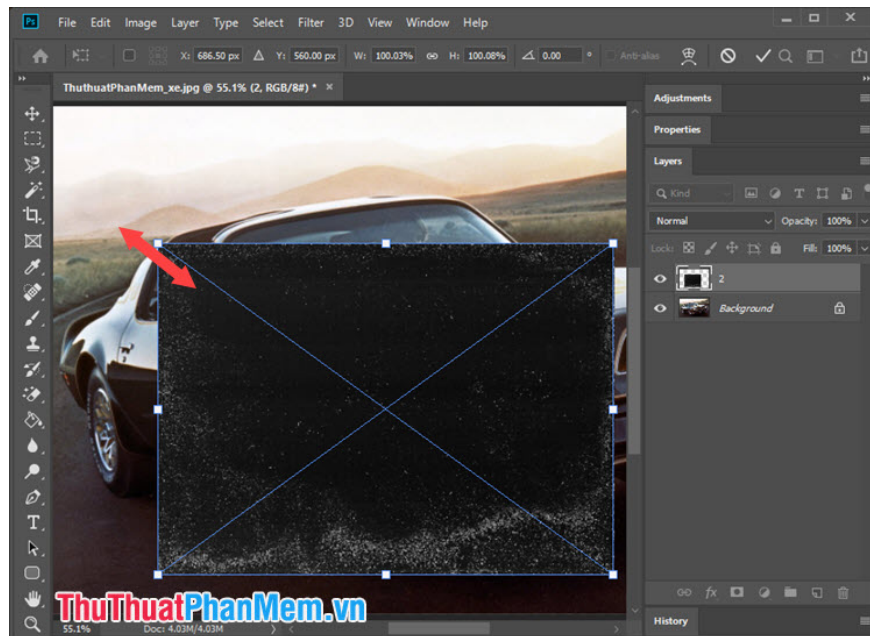 Ps File Edit Image Layer Type Select Filter 3D View Window Help
X: 686.50 px Y: 560.00 px W: 100.03% H: 100.08% 0.00 ° Anti-alias
ThuthuatPhanMem_xe.jpg @ 55.1% (2, RGB/8#) * ×
Adjustments
Properties
Layers
Kind
Normal Opacity: 100%
Lock: Fill: 100%
2
Background
fx
ThuThuatPhanMem.vn
55.1% Doc: 4.03M/4.03M
History